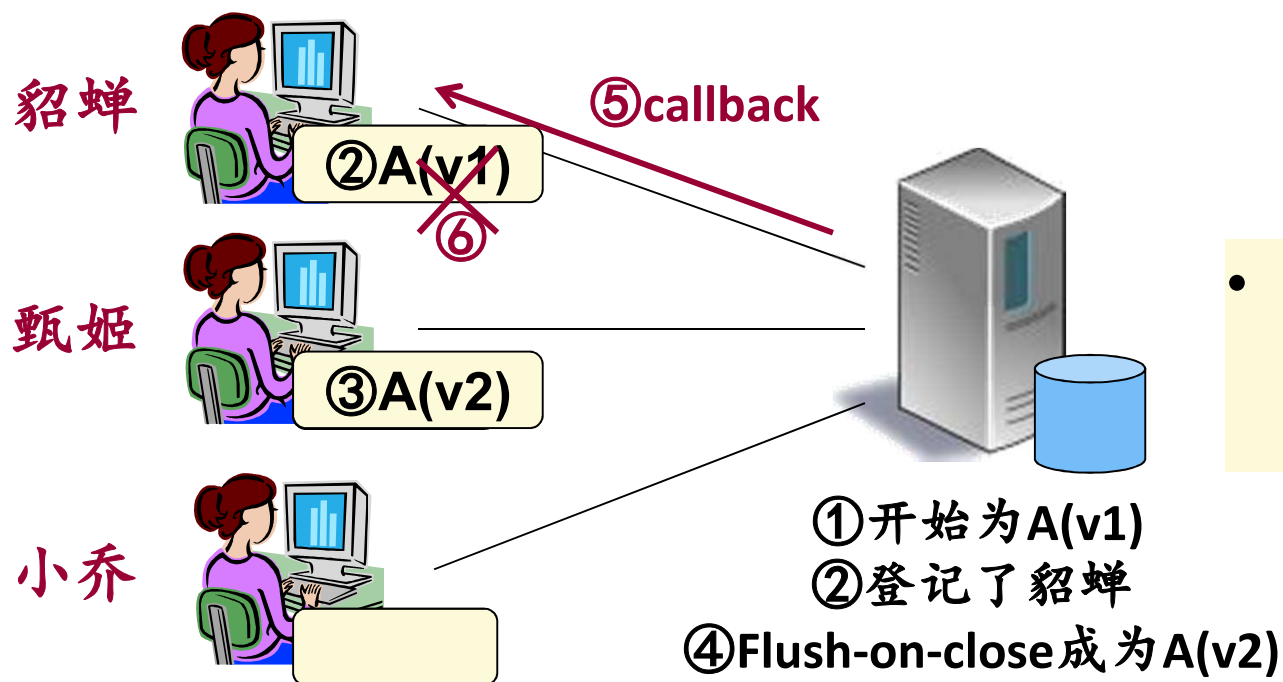 貂蝉
⑤callback
②A(v1)
⑥
甄姬
③A(v2)
•
小乔
①开始为A(v1)
②登记了貂蝉
④Flush-on-close成为A(v2)